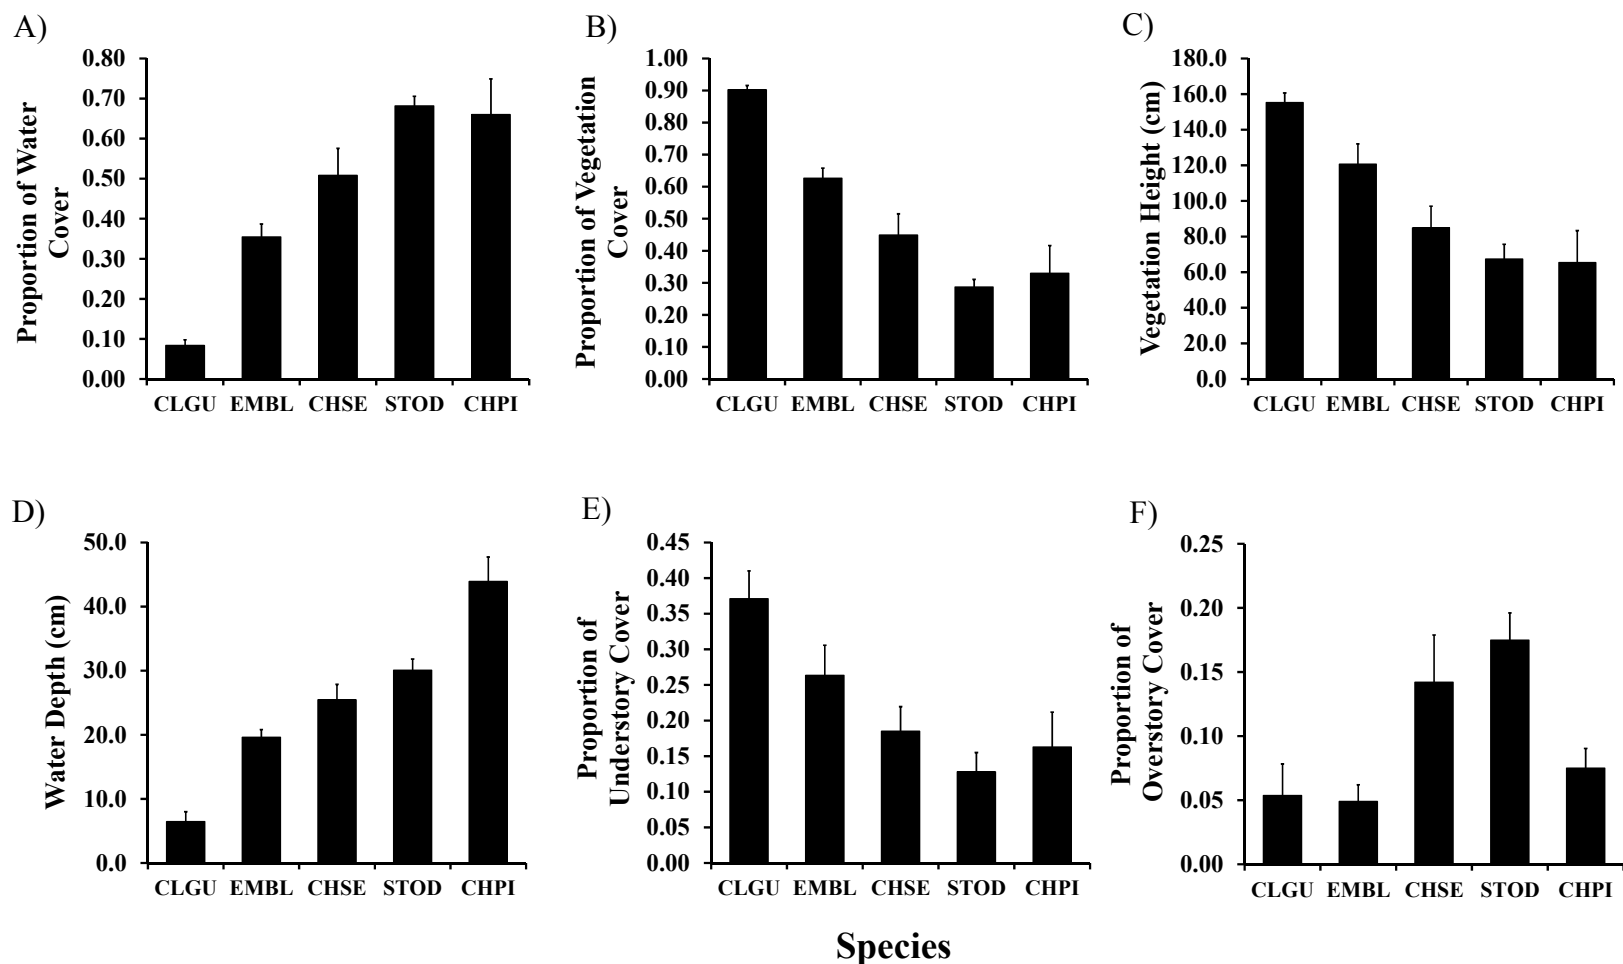 A)
Proportion of Water
Cover
0.80
0.70
0.60
0.50
0.40
0.30
0.20
0.10
0.00
CLGU EMBL CHSE STOD CHPI
B)
Proportion of Vegetation
Cover
1.00
0.90
0.80
0.70
0.60
0.50
0.40
0.30
0.20
0.10
0.00
CLGU EMBL CHSE STOD CHPI
C)
Vegetation Height (cm)
180.0
160.0
140.0
120.0
100.0
80.0
60.0
40.0
20.0
0.0
CLGU EMBL CHSE STOD CHPI
D)
Water Depth (cm)
50.0
40.0
30.0
20.0
10.0
0.0
CLGU EMBL CHSE STOD CHPI
E)
Proportion of
Understory Cover
0.45
0.40
0.35
0.30
0.25
0.20
0.15
0.10
0.05
0.00
CLGU EMBL CHSE STOD CHPI
F)
Proportion of
Overstory Cover
0.25
0.20
0.15
0.10
0.05
0.00
CLGU EMBL CHSE STOD CHPI
Species